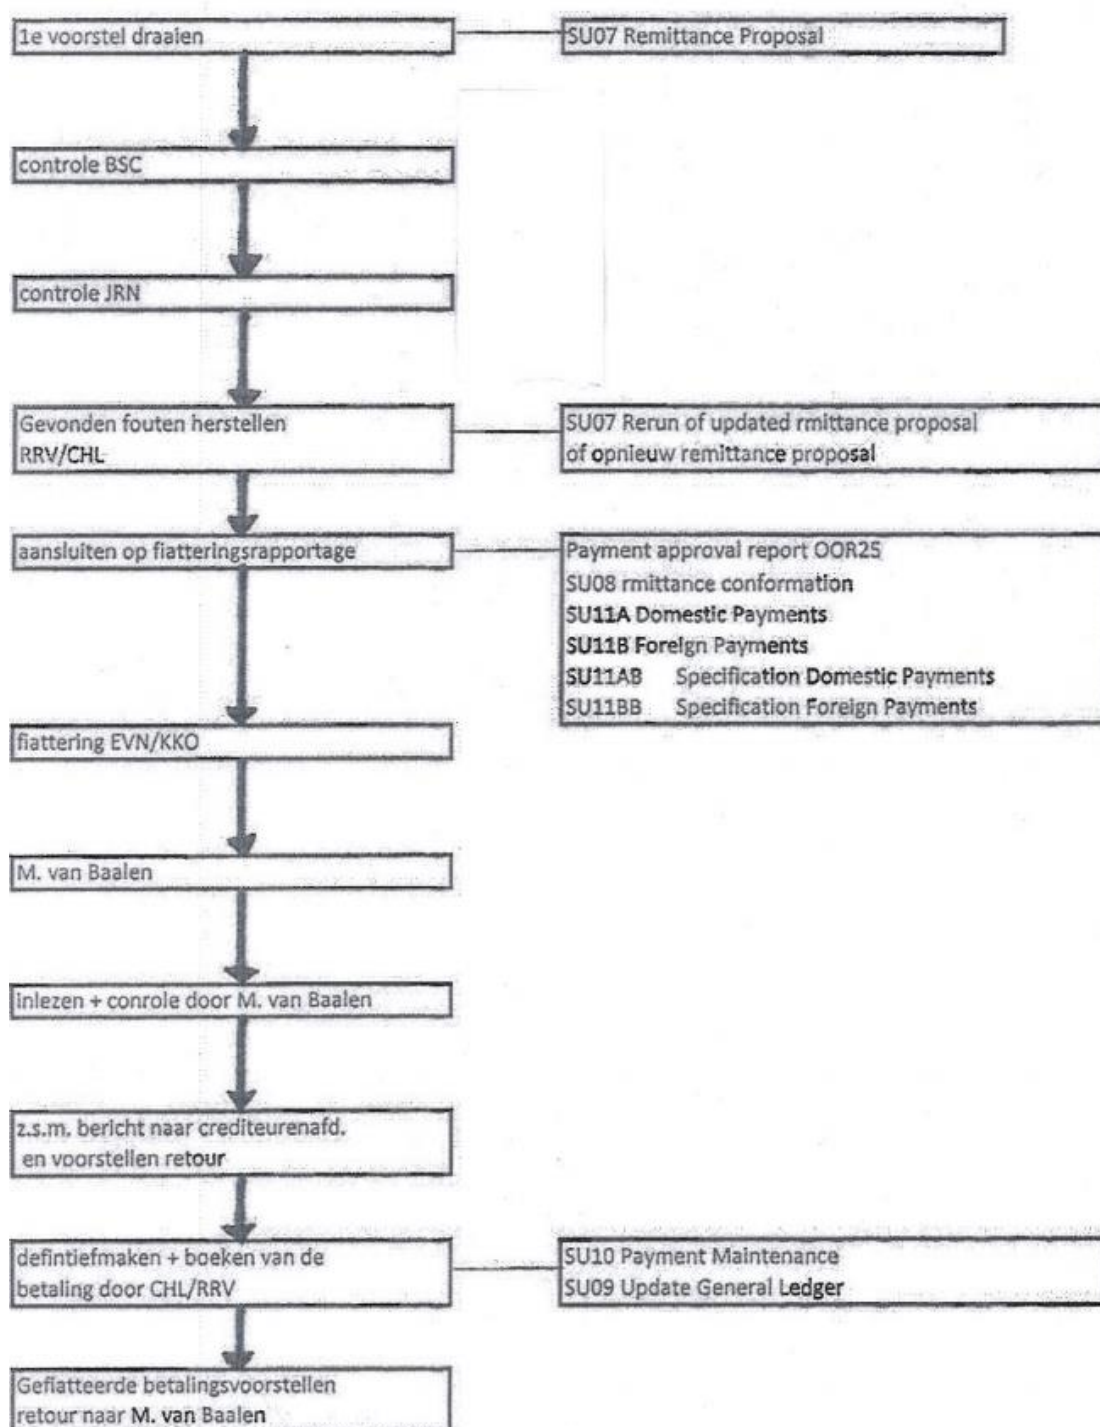 1e voorstel draaien
SU07 Remittance Proposal
controle BSC
controle JRN
Gevonden fouten herstellen
RRV/CHL
SU07 Rerun of updated rmittance proposal
of opnieuw remittance proposal
aansluiten op fiatteringsrapportage
Payment approval report OOR25
SU08 rmittance conformation
SU11A Domestic Payments
SU11B Foreign Payments
SU11AB Specification Domestic Payments
SU11BB Specification Foreign Payments
fiattering EVN/KKO
M. van Baalen
inlezen + conrole door M. van Baalen
z.s.m. bericht naar crediteurenafd.
en voorstellen retour
defintiefmaken + boeken van de
betaling door CHL/RRV
SU10 Payment Maintenance
SU09 Update General Ledger
Gefiatteerde betalingsvoorstellen
retour naar M. van Baalen